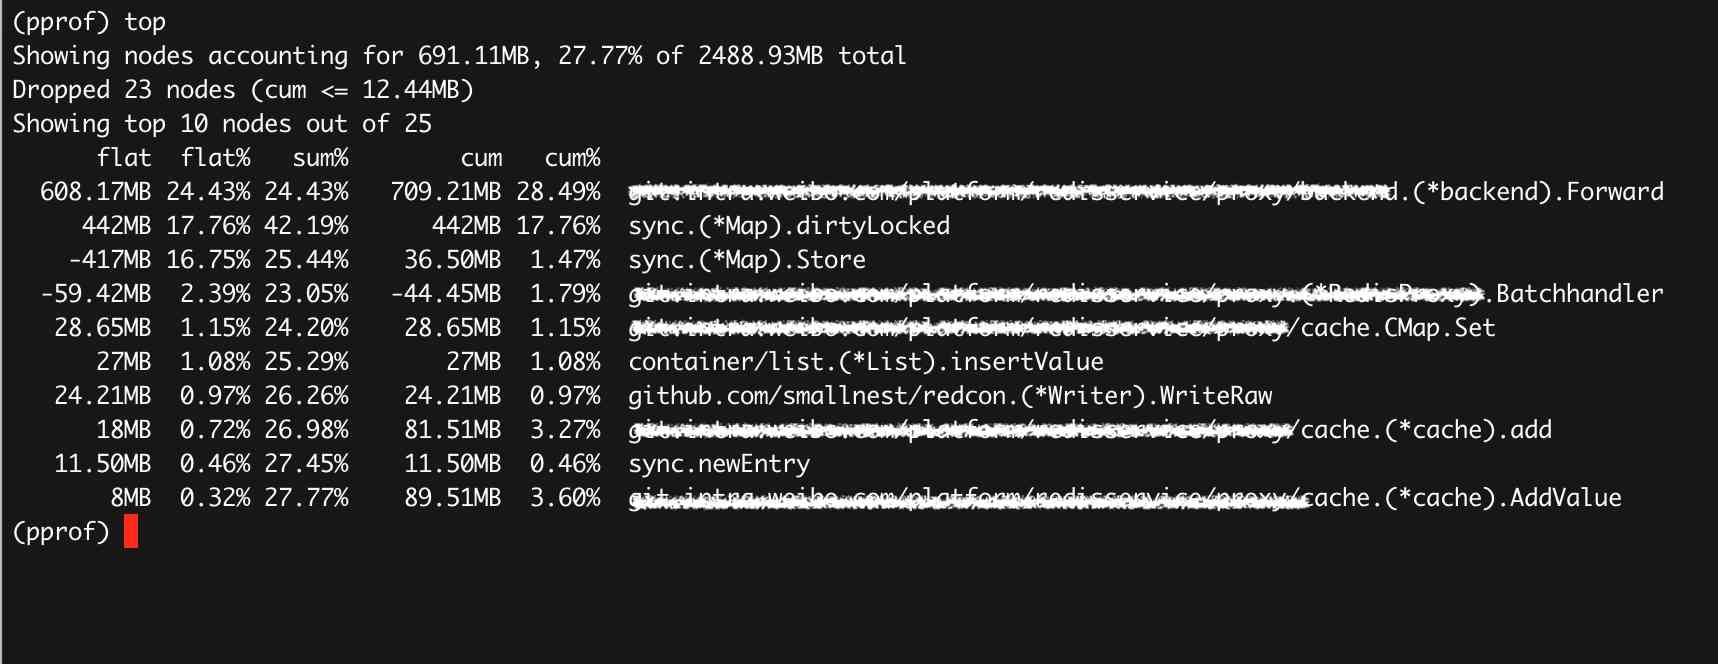 (pprof) top
Showing nodes accounting for 691.11MB, 27.77% of 2488.93MB total
Dropped 23 nodes (cum <= 12.44MB)
Showing top 10 nodes out of 25
flat flat% sum% cum cum%
608.17MB 24.43% 24.43% 709.21MB 28.49% .(*backend).Forward
442MB 17.76% 42.19% 442MB 17.76% sync.(*Map).dirtyLocked
-417MB 16.75% 25.44% 36.50MB 1.47% sync.(*Map).Store
-59.42MB 2.39% 23.05% -44.45MB 1.79% .Batchhandler
28.65MB 1.15% 24.20% 28.65MB 1.15% /cache.CMap.Set
27MB 1.08% 25.29% 27MB 1.08% container/list.(*List).insertValue
24.21MB 0.97% 26.26% 24.21MB 0.97% github.com/smallnest/redcon.(*Writer).WriteRaw
18MB 0.72% 26.98% 81.51MB 3.27% /cache.(*cache).add
11.50MB 0.46% 27.45% 11.50MB 0.46% sync.newEntry
8MB 0.32% 27.77% 89.51MB 3.60% cache.(*cache).AddValue
(pprof)